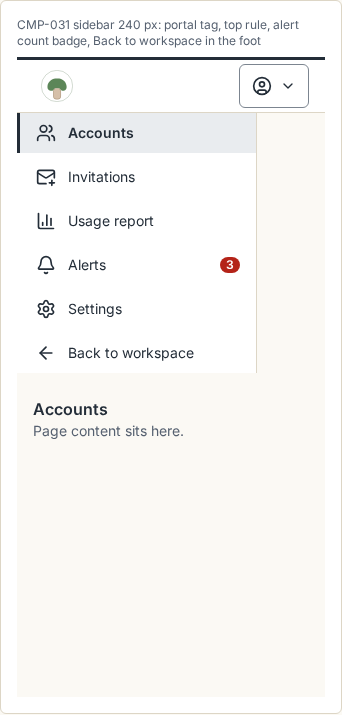 CMP-031 sidebar 240 px: portal tag, top rule, alert
count badge, Back to workspace in the foot
Accounts
Invitations
Usage report
Alerts 3
Settings
Back to workspace
Accounts
Page content sits here.